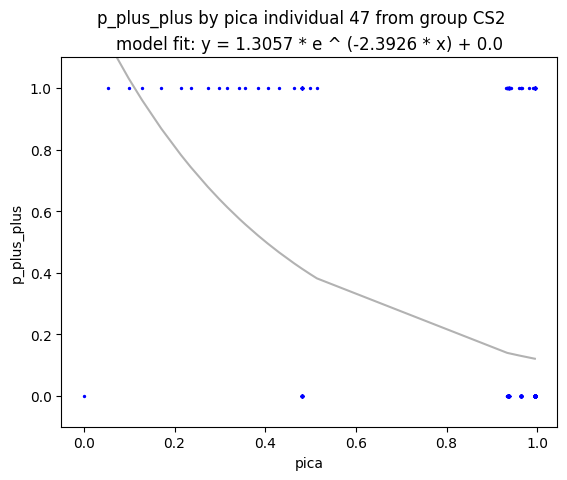 p_plus_plus by pica individual 47 from group CS2
model fit: y = 1.3057 * e ^ (-2.3926 * x) + 0.0
1.0
0.8
0.6
0.4
0.2
0.0
p_plus_plus
0.0 0.2 0.4 0.6 0.8 1.0
pica